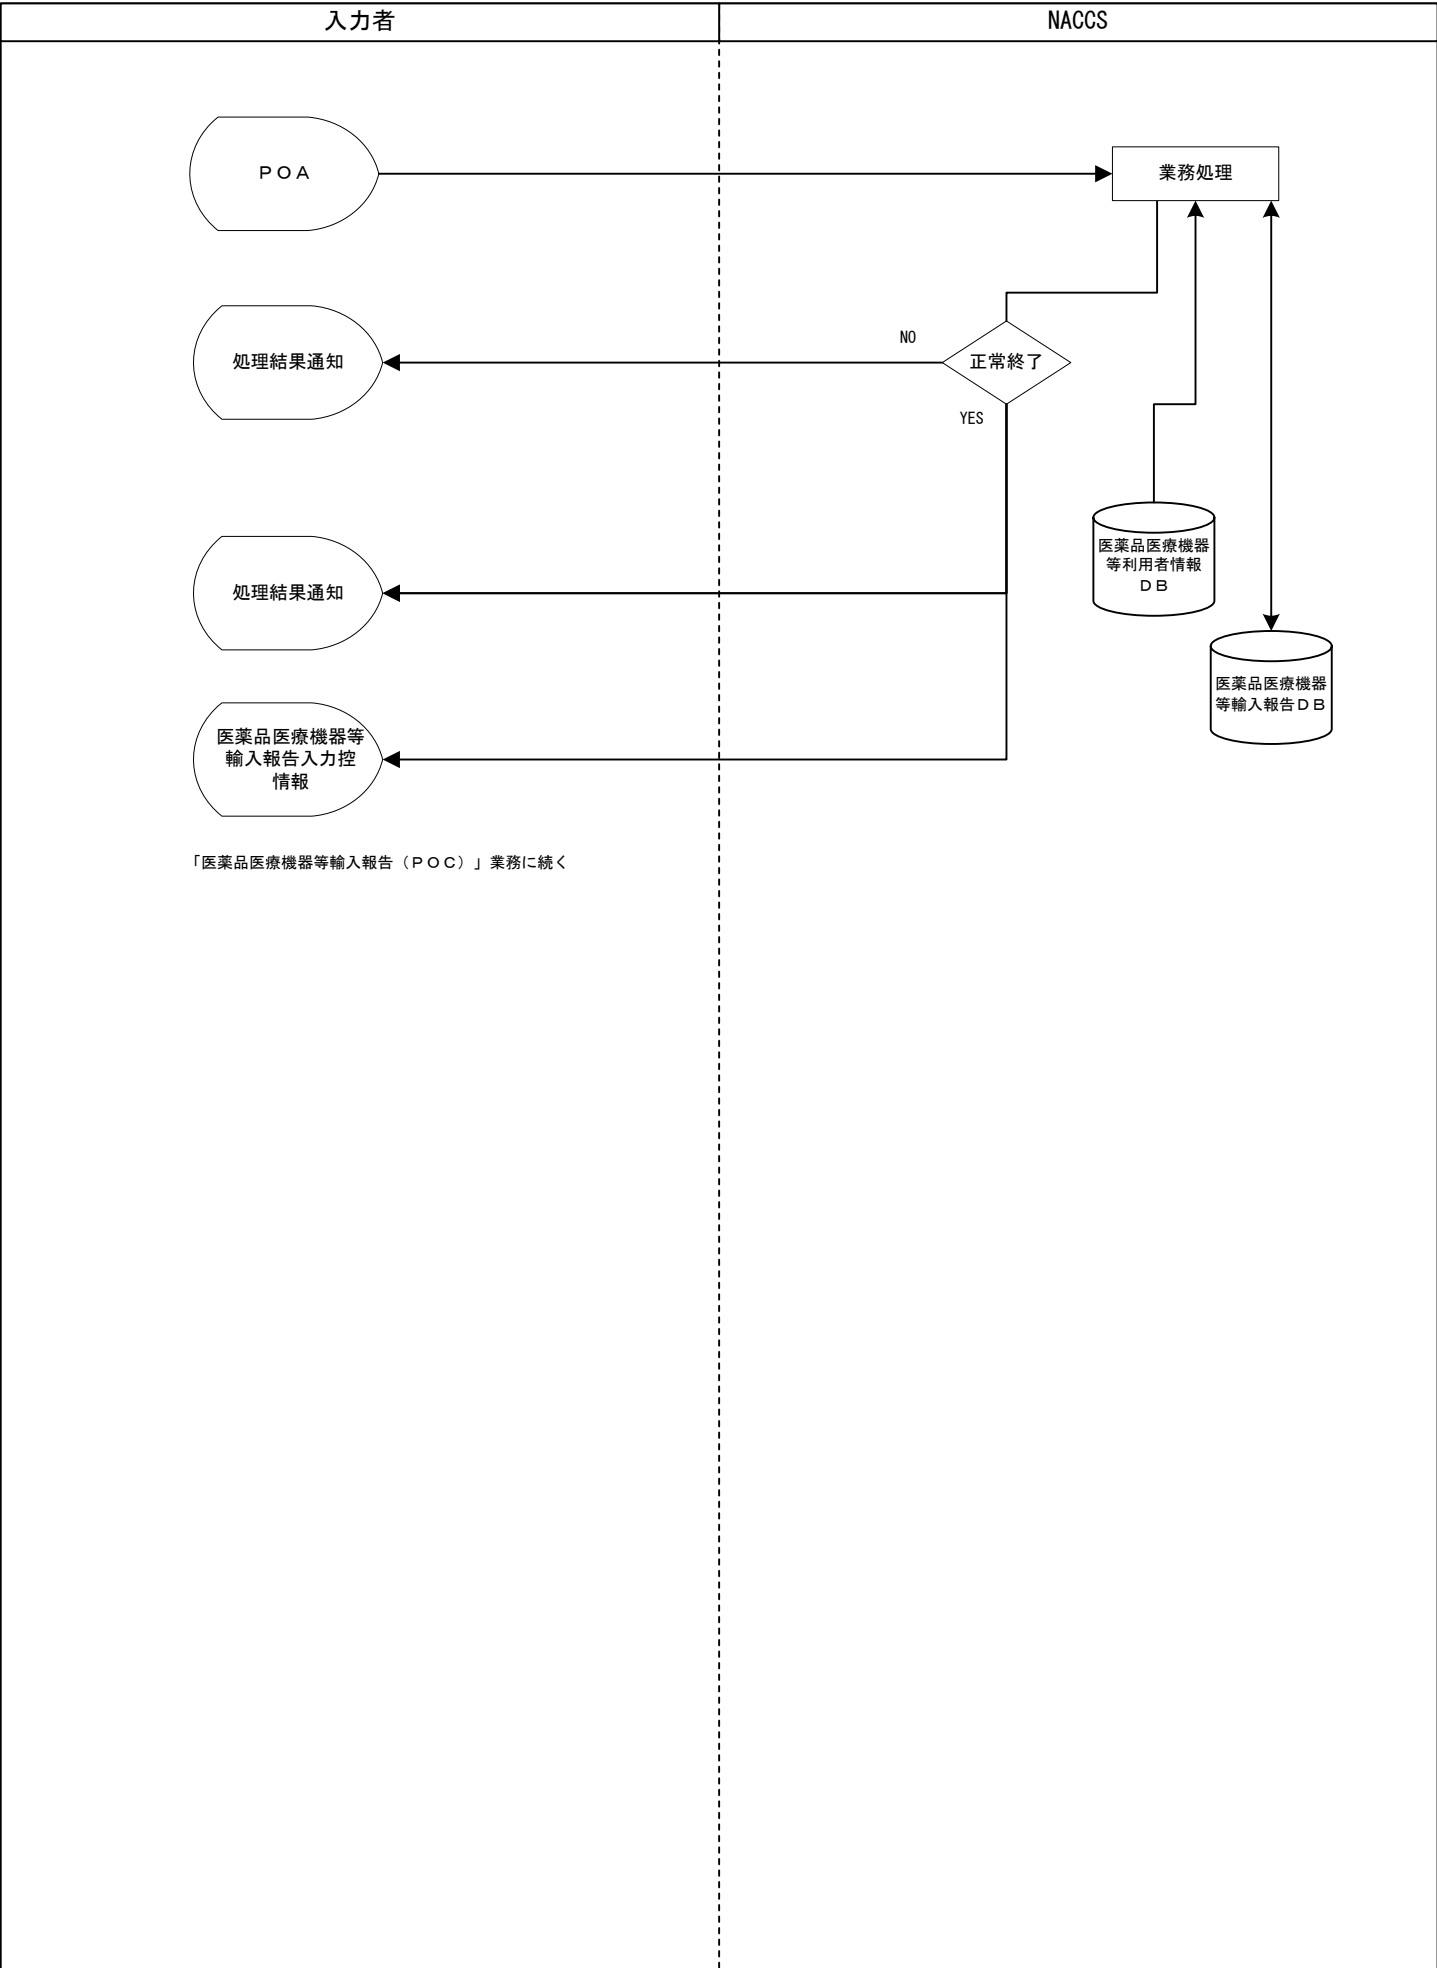 入力者
NACCS
ＰＯＡ
業務処理
NO
処理結果通知
正常終了
YES
医薬品医療機器
等利用者情報
ＤＢ
処理結果通知
医薬品医療機器
等輸入報告ＤＢ
医薬品医療機器等
輸入報告入力控
情報
「医薬品医療機器等輸入報告（ＰＯＣ）」業務に続く